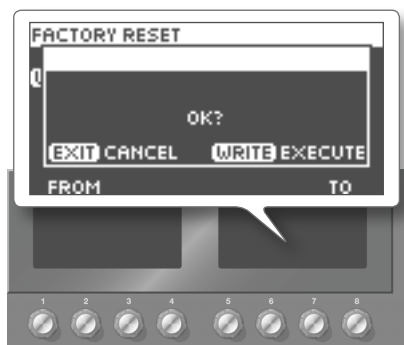 FACTORY RESET
OK?
EXIT CANCEL WRITE EXECUTE
FROM TO
1 2 3 4 5 6 7 8